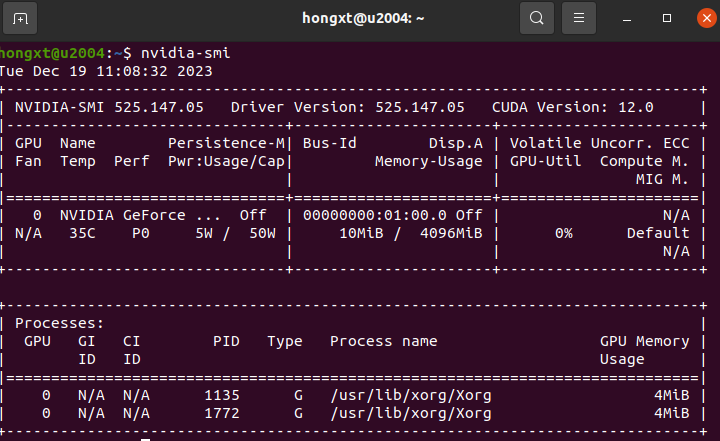 hongxt@u2004: ~
hongxt@u2004:~$ nvidia-smi
Tue Dec 19 11:08:32 2023
+-----------------------------------------------------------------------------+
| NVIDIA-SMI 525.147.05   Driver Version: 525.147.05   CUDA Version: 12.0     |
|-------------------------------+----------------------+----------------------+
| GPU  Name        Persistence-M| Bus-Id        Disp.A | Volatile Uncorr. ECC |
| Fan  Temp  Perf  Pwr:Usage/Cap|         Memory-Usage | GPU-Util  Compute M. |
|                               |                      |               MIG M. |
|===============================+======================+======================|
|   0  NVIDIA GeForce ...  Off  | 00000000:01:00.0 Off |                  N/A |
| N/A   35C    P0     5W /  50W |     10MiB /  4096MiB |      0%      Default |
|                               |                      |                  N/A |
+-------------------------------+----------------------+----------------------+
+-----------------------------------------------------------------------------+
| Processes:                                                                  |
|  GPU   GI   CI        PID   Type   Process name                  GPU Memory |
|        ID   ID                                                   Usage      |
|=============================================================================|
|    0   N/A  N/A      1135      G   /usr/lib/xorg/Xorg                  4MiB |
|    0   N/A  N/A      1772      G   /usr/lib/xorg/Xorg                  4MiB |
+-----------------------------------------------------------------------------+